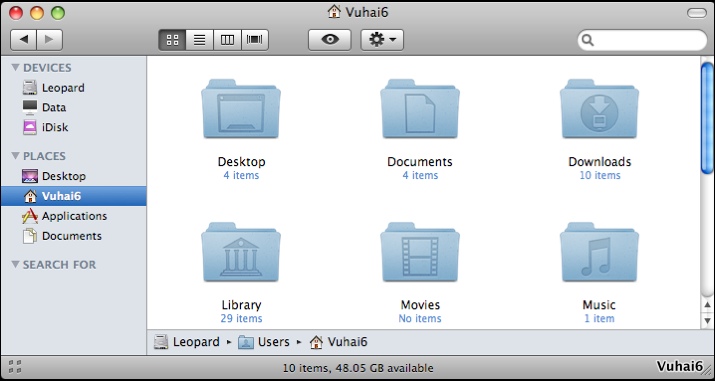 Vuhai6
DEVICES
Leopard
Data
iDisk
PLACES
Desktop
Vuhai6
Applications
Documents
SEARCH FOR
Desktop
4 items
Documents
4 items
Downloads
10 items
Library
29 items
Movies
No items
Music
1 item
Leopard ▸ Users ▸ Vuhai6
10 items, 48.05 GB available
Vuhai6